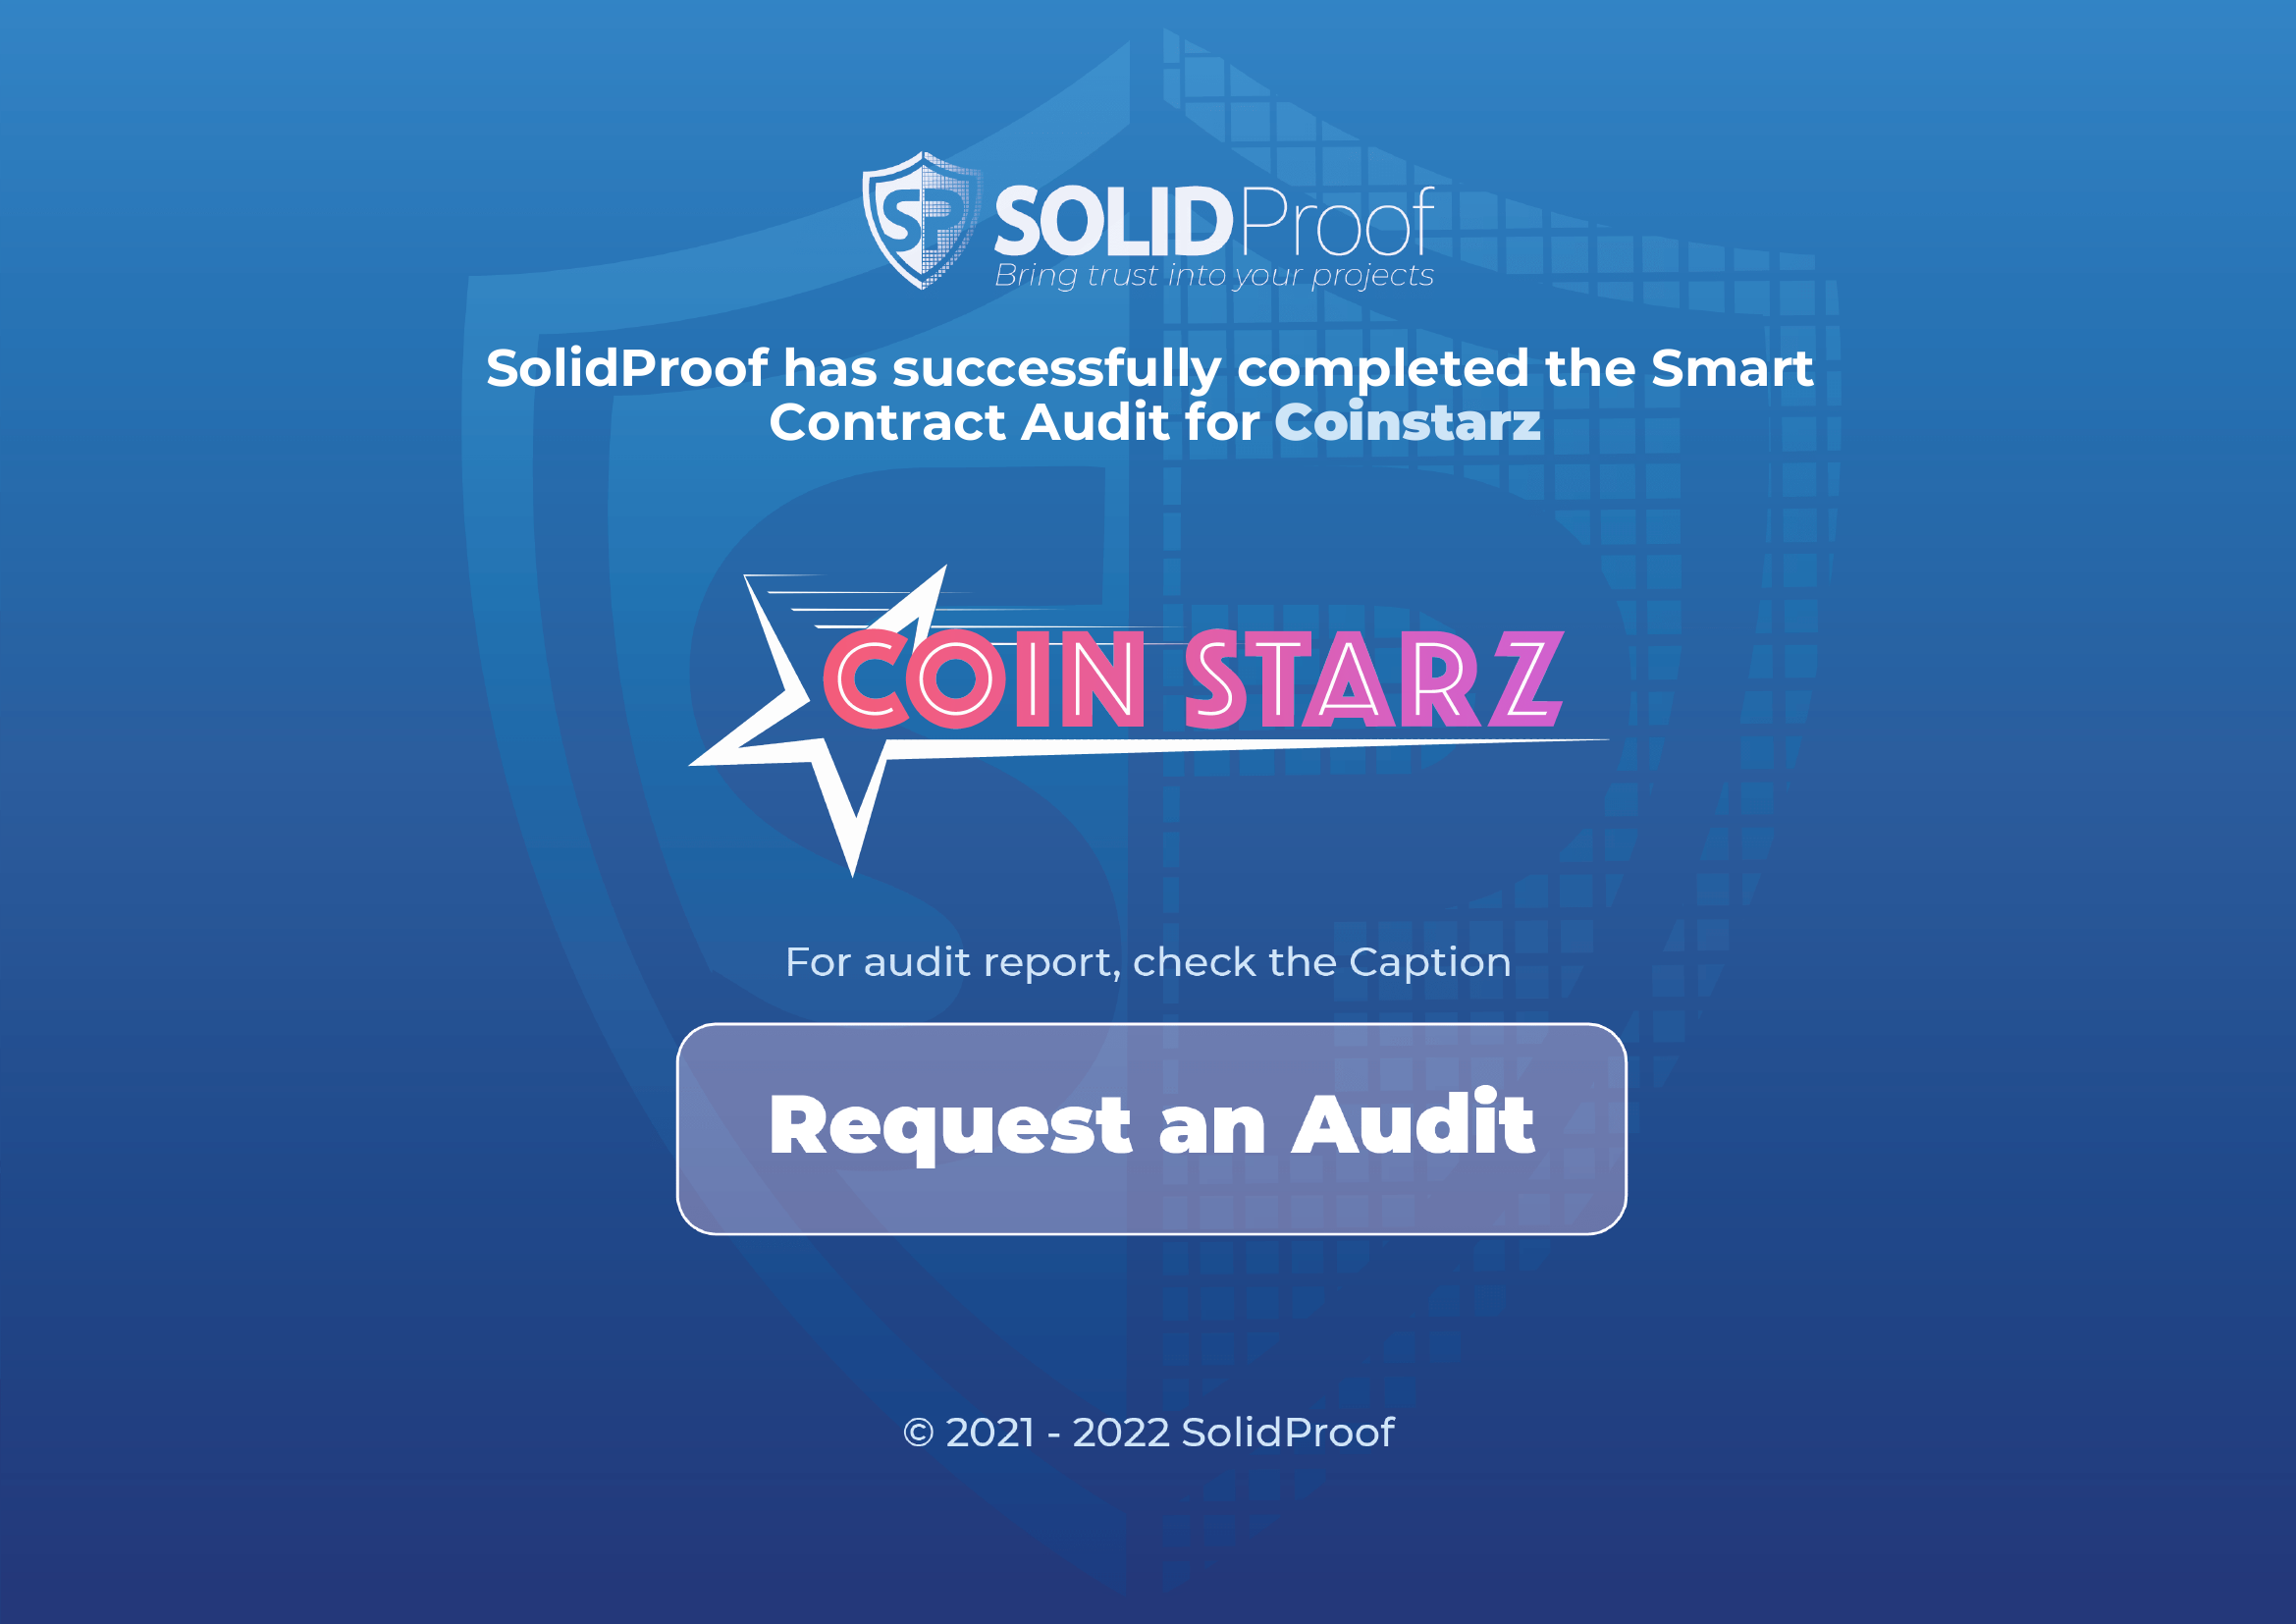 SP SOLIDProof
Bring trust into your projects
SolidProof has successfully completed the Smart
Contract Audit for Coinstarz
COIN STARZ
For audit report, check the Caption
Request an Audit
© 2021 - 2022 SolidProof